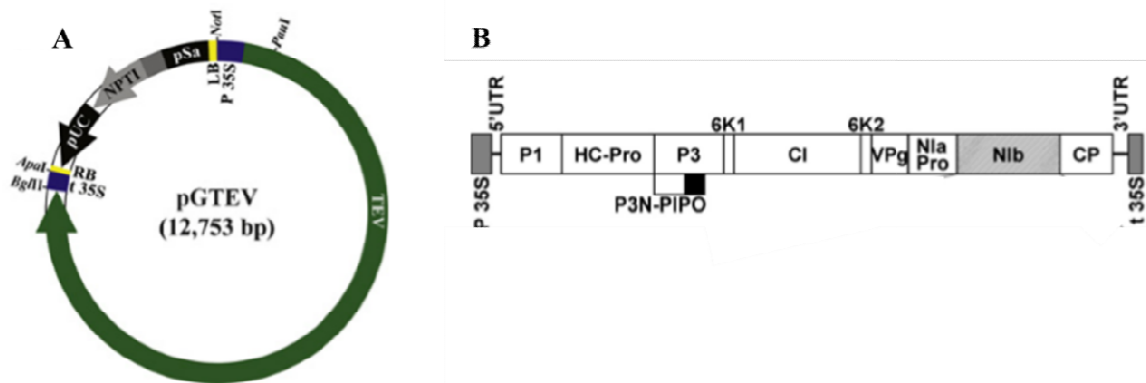 A
NotI
PauI
pSa
NPTI
pUC
LB
P 35S
ApaI
BglII
RB
t 35S
pGTEV
(12,753 bp)
TEV
B
P 35S
5'UTR
P1
HC-Pro
P3
6K1
CI
6K2
VPg
NIa
Pro
NIb
CP
3'UTR
t 35S
P3N-PIPO